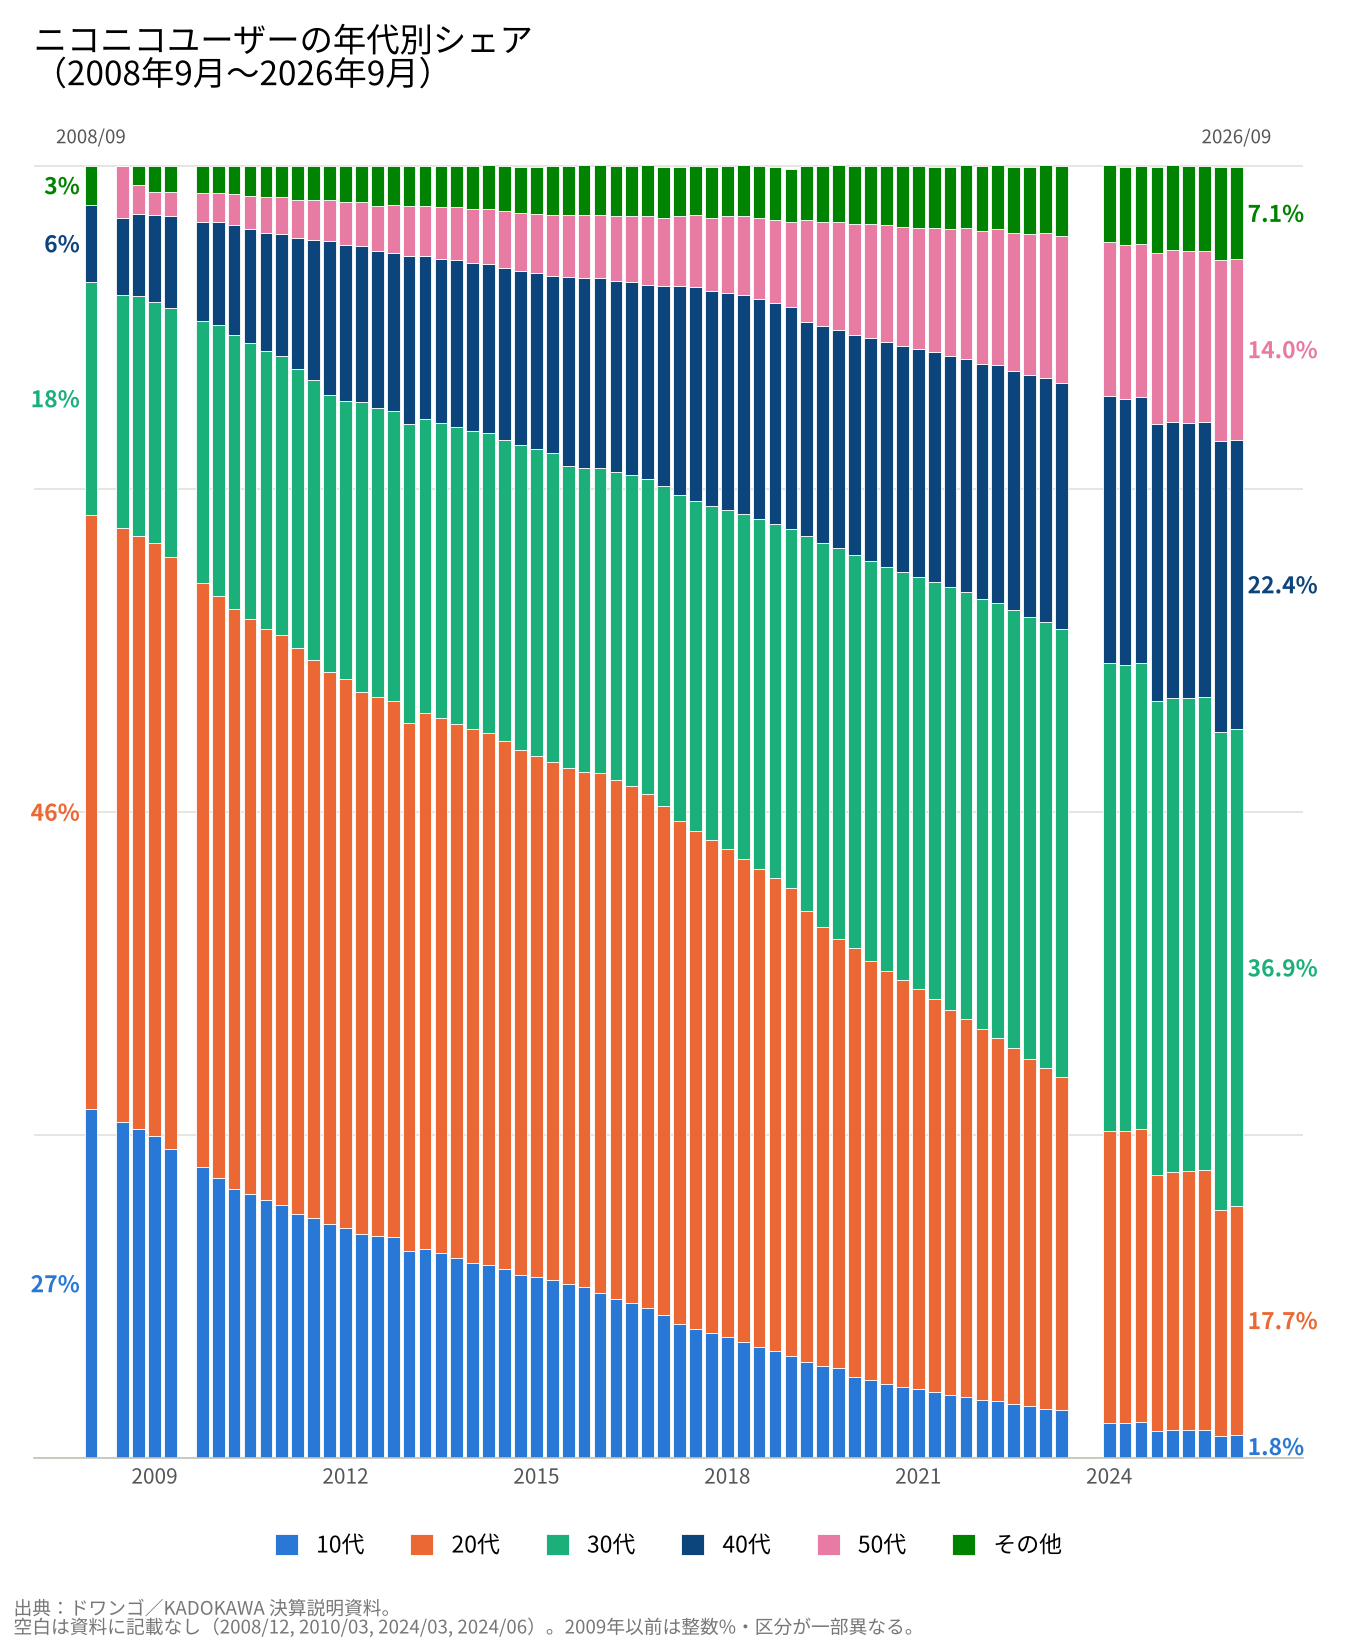 ニコニコユーザーの年代別シェア
（2008年9月〜2026年9月）
2008/09
2026/09
3%
7.1%
6%
14.0%
18%
22.4%
46%
36.9%
27%
17.7%
1.8%
2009 2012 2015 2018 2021 2024
10代 20代 30代 40代 50代 その他
出典：ドワンゴ／KADOKAWA 決算説明資料。
空白は資料に記載なし（2008/12, 2010/03, 2024/03, 2024/06）。2009年以前は整数%・区分が一部異なる。